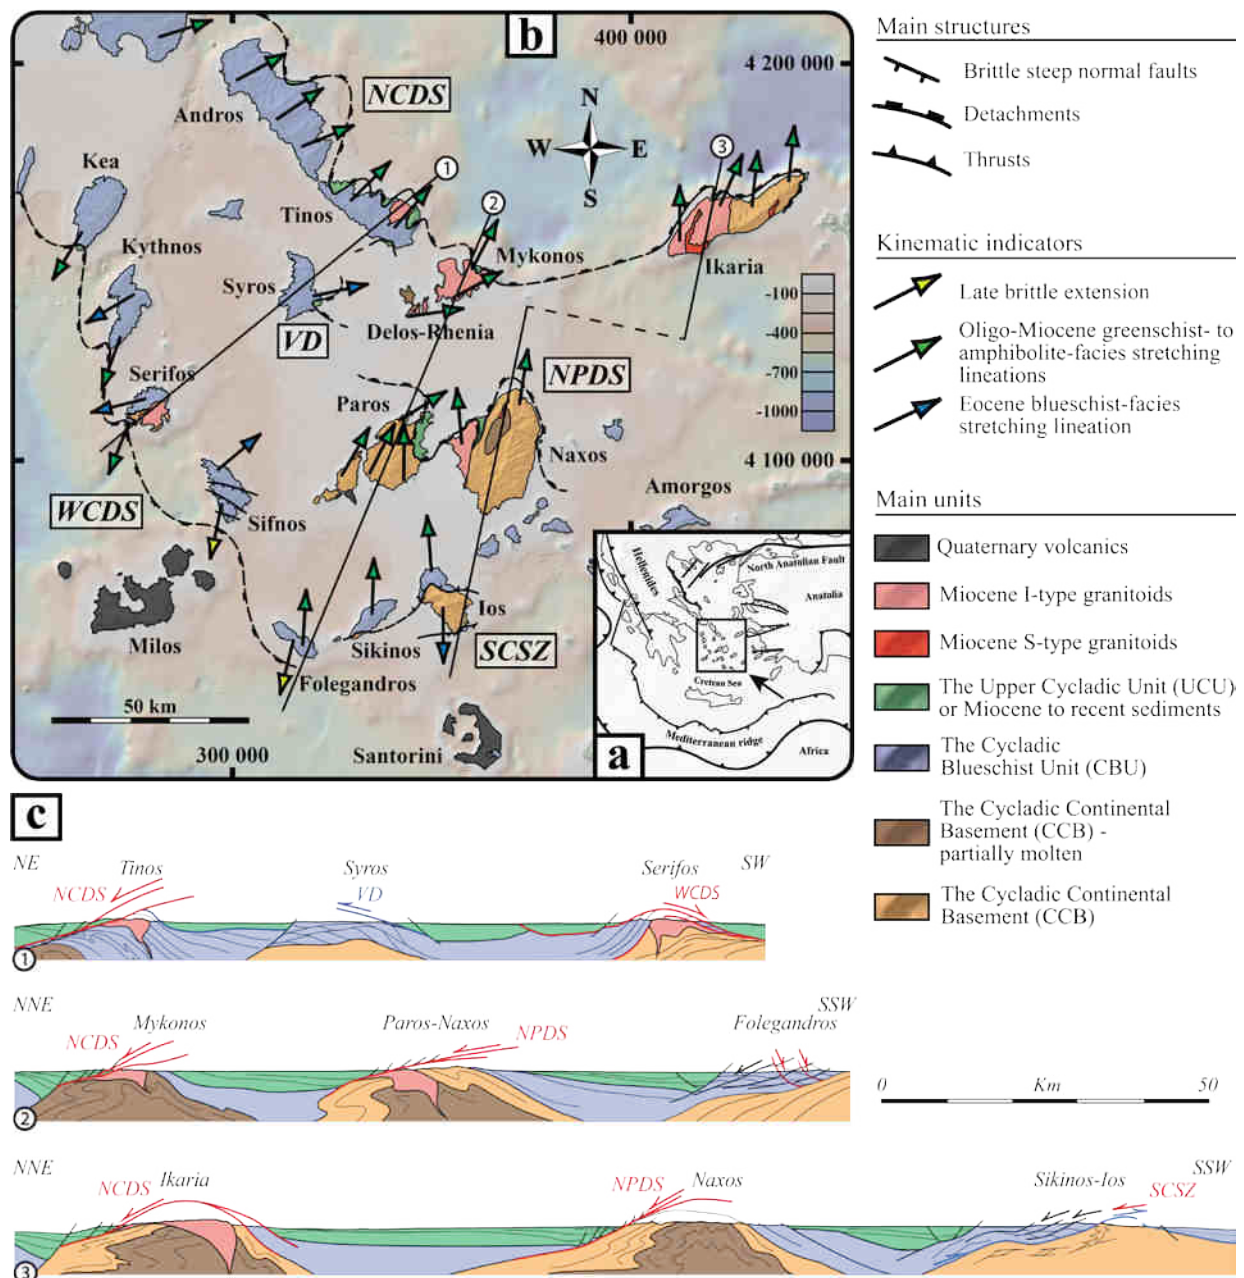 b
400 000
4 200 000
NCDS
Andros
N
W E
S
Kea
1
2
3
Tinos
Kythnos
Mykonos
Ikaria
Syros
VD
Delos-Rhenia
-100
-400
-700
-1000
Serifos
NPDS
Paros
Naxos
4 100 000
Amorgos
WCDS
Sifnos
Milos
Ios
Sikinos
SCSZ
Folegandros
50 km
300 000
Santorini
Hellenides
North Anatolian Fault
Anatolia
Cretan Sea
Mediterranean ridge
Africa
a
Main structures
Brittle steep normal faults
Detachments
Thrusts
Kinematic indicators
Late brittle extension
Oligo-Miocene greenschist- to
amphibolite-facies stretching
lineations
Eocene blueschist-facies
stretching lineation
Main units
Quaternary volcanics
Miocene I-type granitoids
Miocene S-type granitoids
The Upper Cycladic Unit (UCU)
or Miocene to recent sediments
The Cycladic
Blueschist Unit (CBU)
The Cycladic Continental
Basement (CCB) -
partially molten
The Cycladic Continental
Basement (CCB)
c
NE Tinos Syros Serifos SW
NCDS VD WCDS
1
NNE SSW
Mykonos Paros-Naxos Folegandros
NCDS NPDS
2
0 Km 50
NNE Ikaria Naxos Sikinos-Ios SSW
NCDS NPDS SCSZ
3